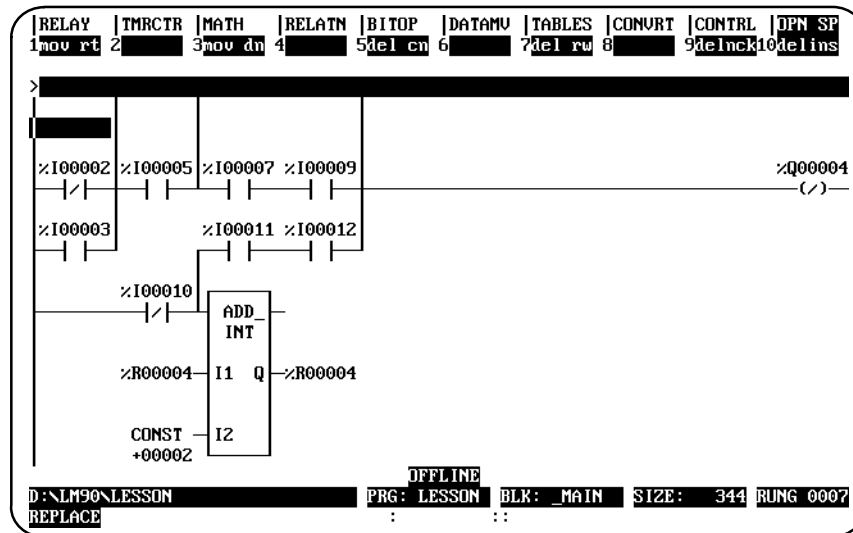 RELAY TMRCTR MATH RELATN BITOP DATAMV TABLES CONVRT CONTRL OPN SP
1mov rt 2 3mov dn 4 5del cn 6 7del rw 8 9delnck10delins
>
%I00002 %I00005 %I00007 %I00009 %Q00004
%I00003 %I00011 %I00012
%I00010
ADD_
INT
%R00004 I1 Q %R00004
CONST I2
+00002
OFFLINE
D:\LM90\LESSON PRG: LESSON BLK: _MAIN SIZE: 344 RUNG 0007
REPLACE : ::